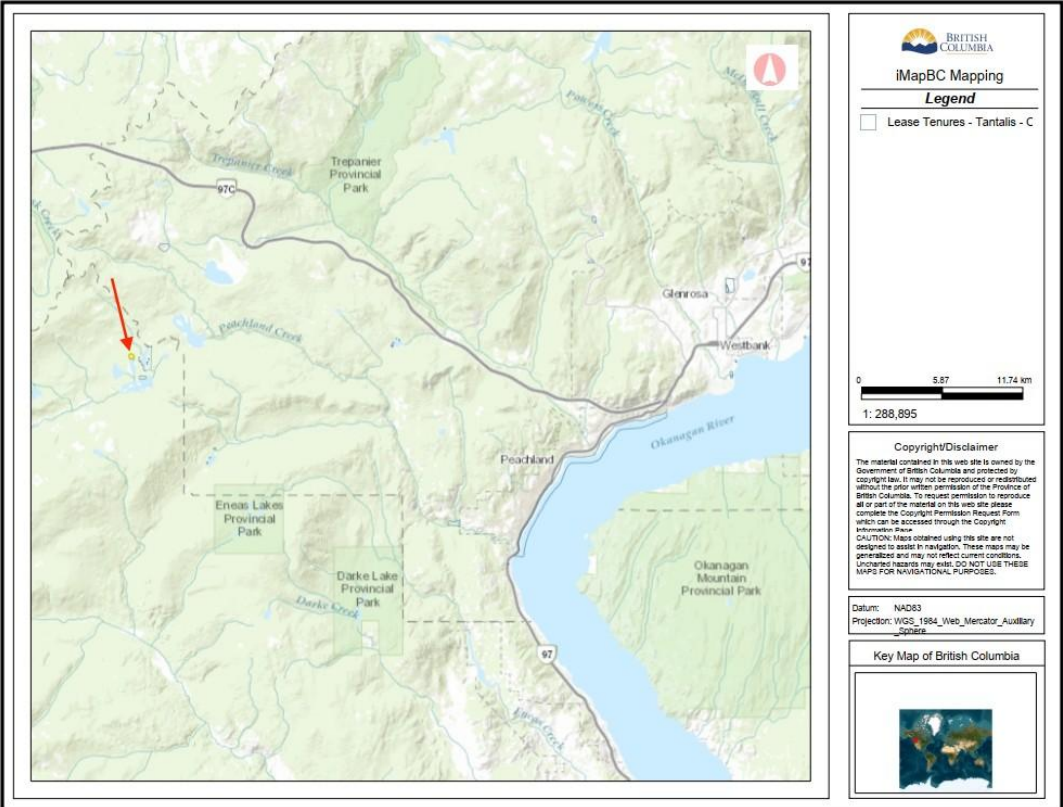 Trepanier Creek
97C
Trepanier
Provincial
Park
Powers Creek
Peachland Creek
Glenrosa
Westbank
97
Okanagan River
Peachland
Eneas Lakes
Provincial
Park
Darke Lake
Provincial
Park
Darke Creek
Okanagan
Mountain
Provincial Park
97
Eneas Creek
BRITISH
COLUMBIA
iMapBC Mapping
Legend
Lease Tenures - Tantalis - C
0 5.87 11.74 km
1: 288,895
Copyright/Disclaimer
The material contained in this web site is owned by the
Government of British Columbia and protected by
copyright law. It may not be reproduced or redistributed
without the prior written permission of the Province of
British Columbia. To request permission to reproduce
all or part of the material on this web site please
complete the Copyright Permission Request Form
which can be accessed through the Copyright
Information Page.
CAUTION: Maps obtained using this site are not
designed to assist in navigation. These maps may be
generalized and may not reflect current conditions.
Uncharted hazards may exist. DO NOT USE THESE
MAPS FOR NAVIGATIONAL PURPOSES.
Datum: NAD83
Projection: WGS_1984_Web_Mercator_Auxiliary
_Sphere
Key Map of British Columbia